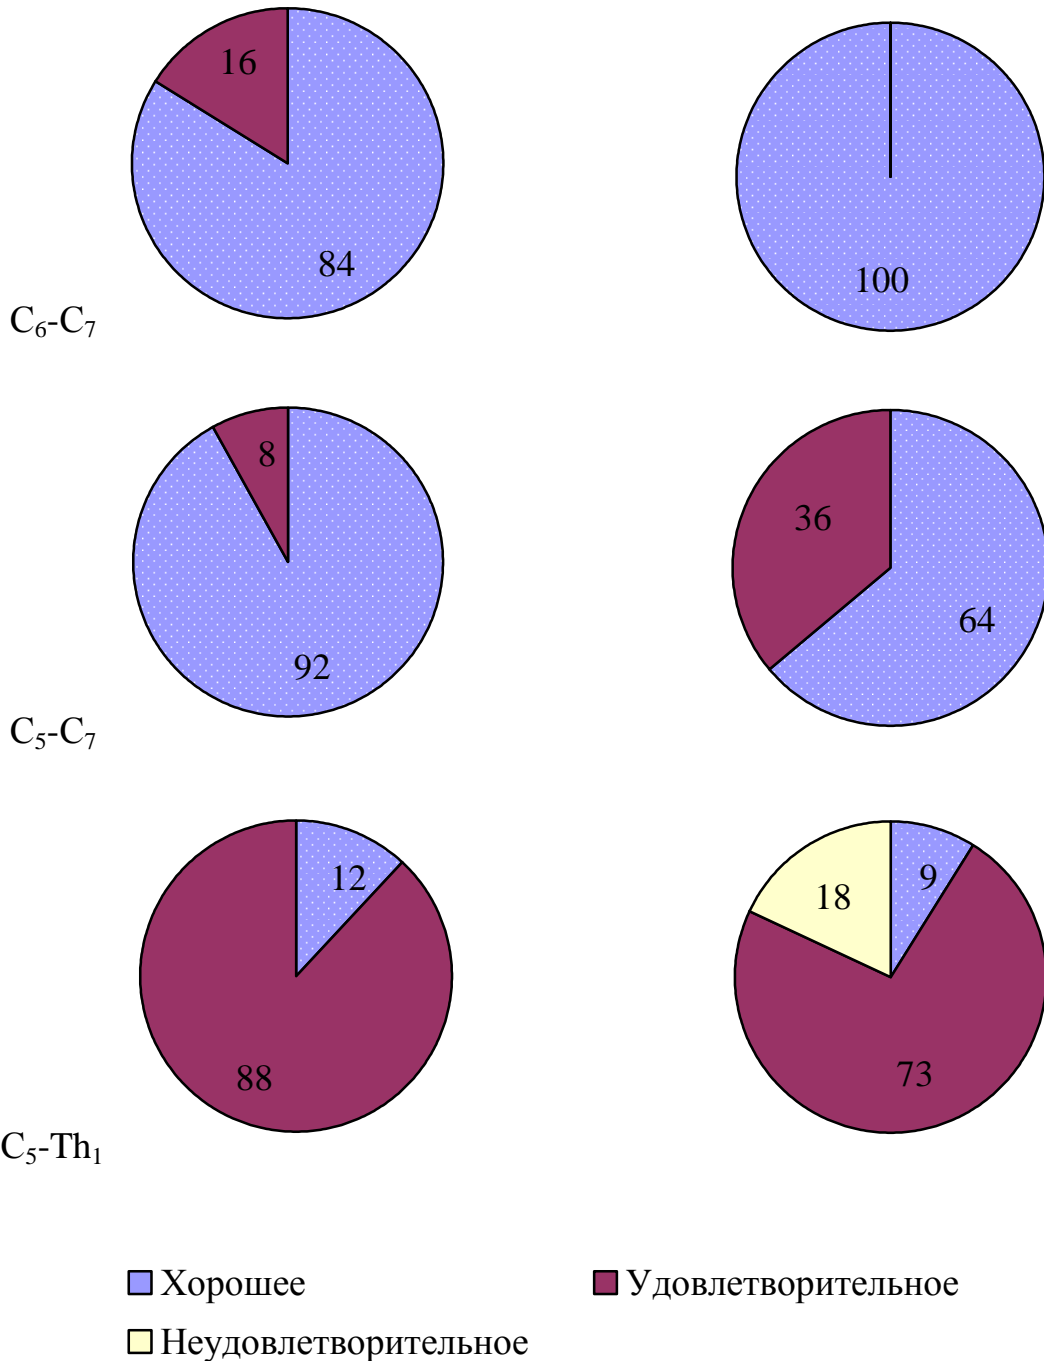 16
84
100
C₆-C₇
8
92
36
64
C₅-C₇
12
88
18
9
73
C₅-Th₁
Хорошее
Удовлетворительное
Неудовлетворительное